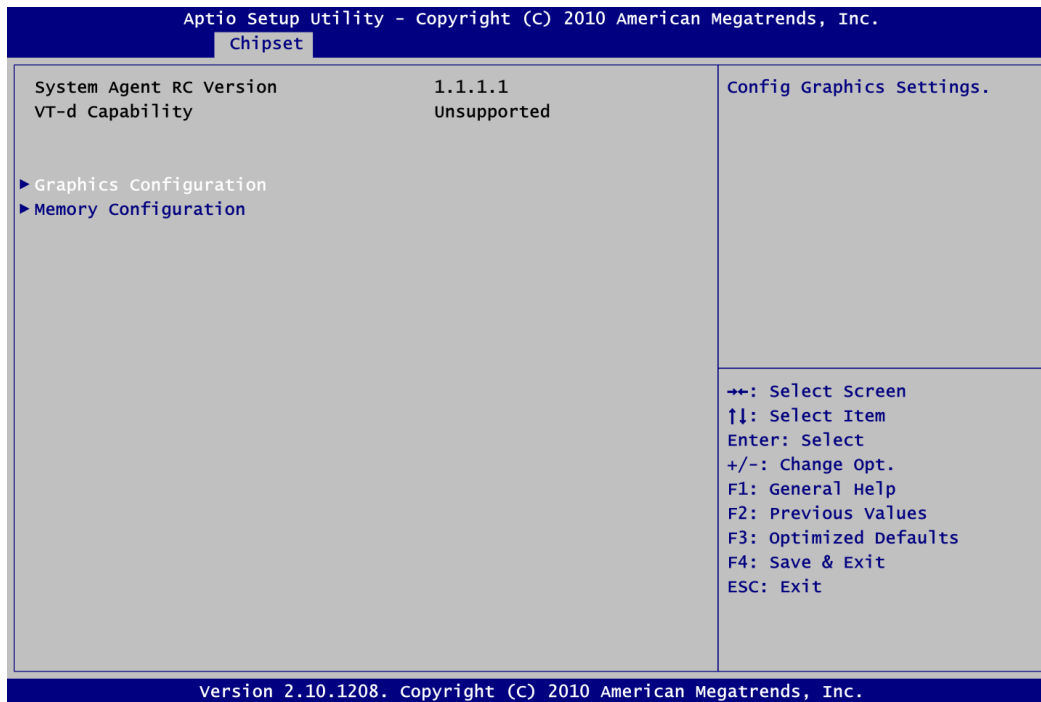 Aptio Setup Utility - Copyright (C) 2010 American Megatrends, Inc.
Chipset
System Agent RC Version 1.1.1.1
VT-d Capability Unsupported
►Graphics Configuration
►Memory Configuration
Config Graphics Settings.
→←: Select Screen
↑↓: Select Item
Enter: Select
+/-: Change Opt.
F1: General Help
F2: Previous Values
F3: Optimized Defaults
F4: Save & Exit
ESC: Exit
Version 2.10.1208. Copyright (C) 2010 American Megatrends, Inc.